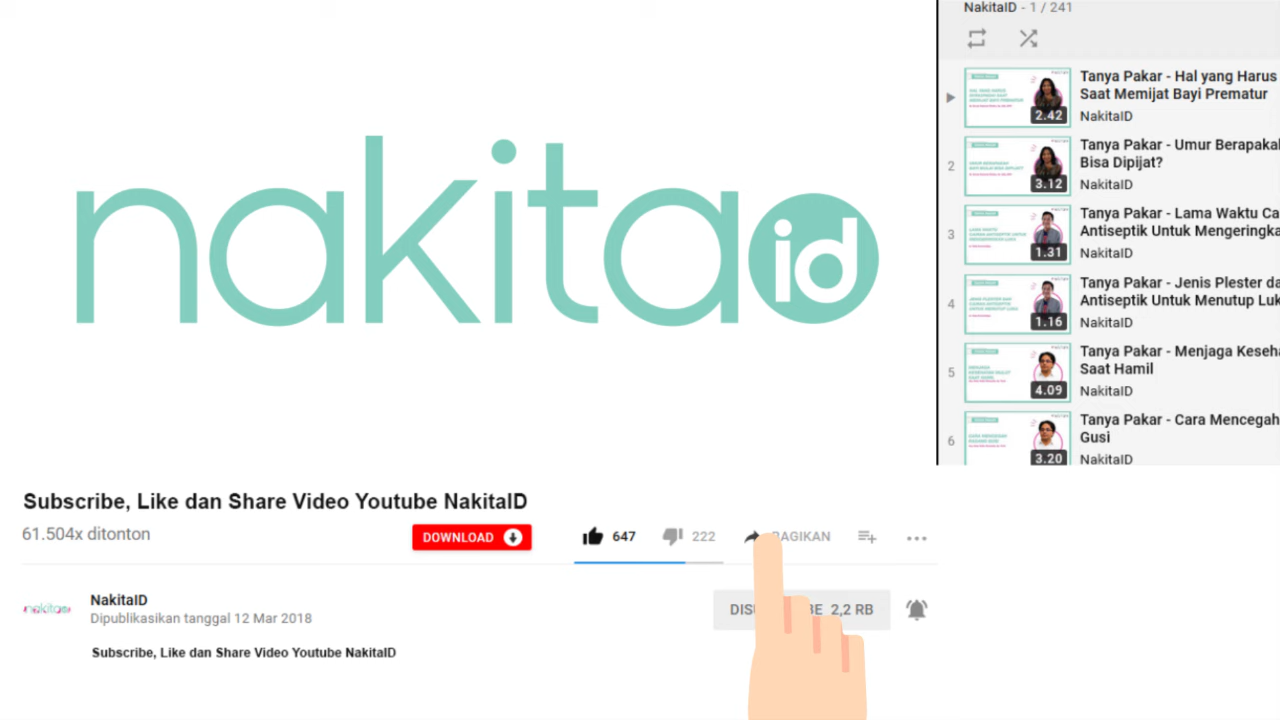 nakita
id
NakitaID - 1 / 241
Tanya Pakar - Hal yang Harus
Saat Memijat Bayi Prematur
NakitaID
2.42
2
Tanya Pakar - Umur Berapakah
Bisa Dipijat?
NakitaID
3.12
3
Tanya Pakar - Lama Waktu Ca
Antiseptik Untuk Mengeringka
NakitaID
1.31
4
Tanya Pakar - Jenis Plester da
Antiseptik Untuk Menutup Luk
NakitaID
1.16
5
Tanya Pakar - Menjaga Keseha
Saat Hamil
NakitaID
4.09
6
Tanya Pakar - Cara Mencegah
Gusi
NakitaID
3.20
Subscribe, Like dan Share Video Youtube NakitaID
61.504x ditonton
DOWNLOAD
647
222
BAGIKAN
NakitaID
Dipublikasikan tanggal 12 Mar 2018
2,2 RB
Subscribe, Like dan Share Video Youtube NakitaID